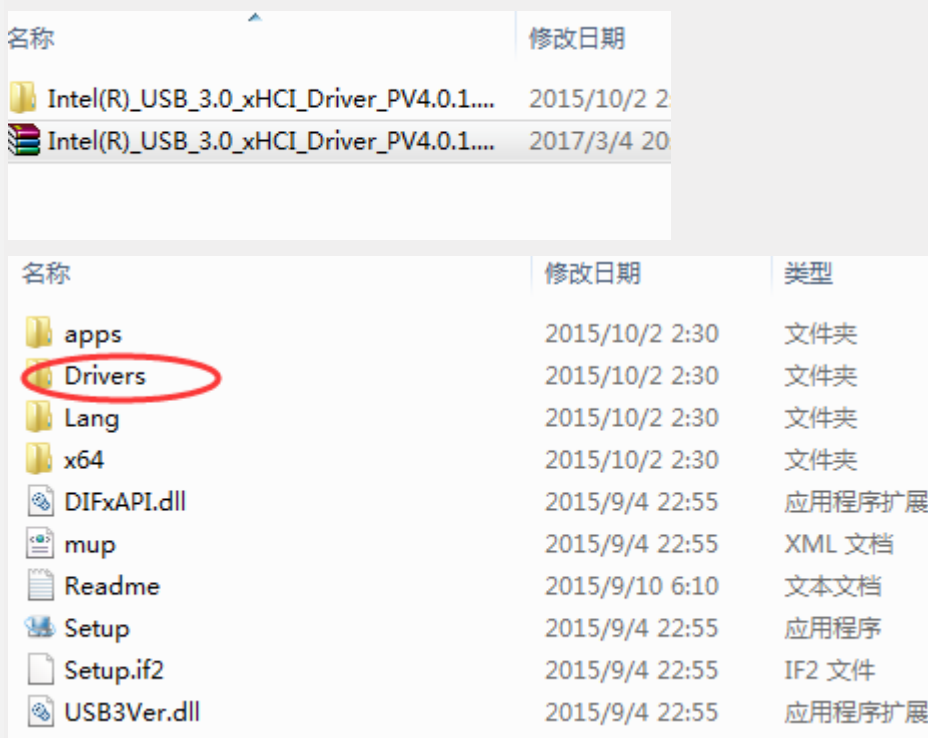 名称 修改日期
Intel(R)_USB_3.0_xHCI_Driver_PV4.0.1.... 2015/10/2 2:
Intel(R)_USB_3.0_xHCI_Driver_PV4.0.1.... 2017/3/4 20:
名称 修改日期 类型
apps 2015/10/2 2:30 文件夹
Drivers 2015/10/2 2:30 文件夹
Lang 2015/10/2 2:30 文件夹
x64 2015/10/2 2:30 文件夹
DIFxAPI.dll 2015/9/4 22:55 应用程序扩展
mup 2015/9/4 22:55 XML 文档
Readme 2015/9/10 6:10 文本文档
Setup 2015/9/4 22:55 应用程序
Setup.if2 2015/9/4 22:55 IF2 文件
USB3Ver.dll 2015/9/4 22:55 应用程序扩展